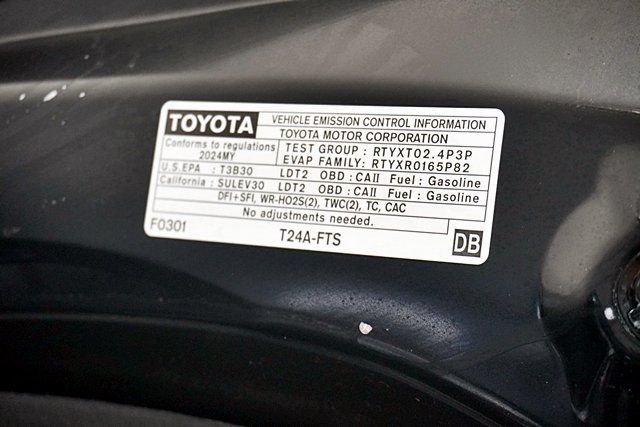 TOYOTA
VEHICLE EMISSION CONTROL INFORMATION
TOYOTA MOTOR CORPORATION
Conforms to regulations
2024MY
TEST GROUP : RTYXT02.4P3P
EVAP FAMILY: RTYXR0165P82
U.S.EPA : T3B30 LDT2 OBD : CAII Fuel : Gasoline
California : SULEV30 LDT2 OBD : CAII Fuel : Gasoline
DFI+SFI, WR-HO2S(2), TWC(2), TC, CAC
No adjustments needed.
F0301
T24A-FTS
DB